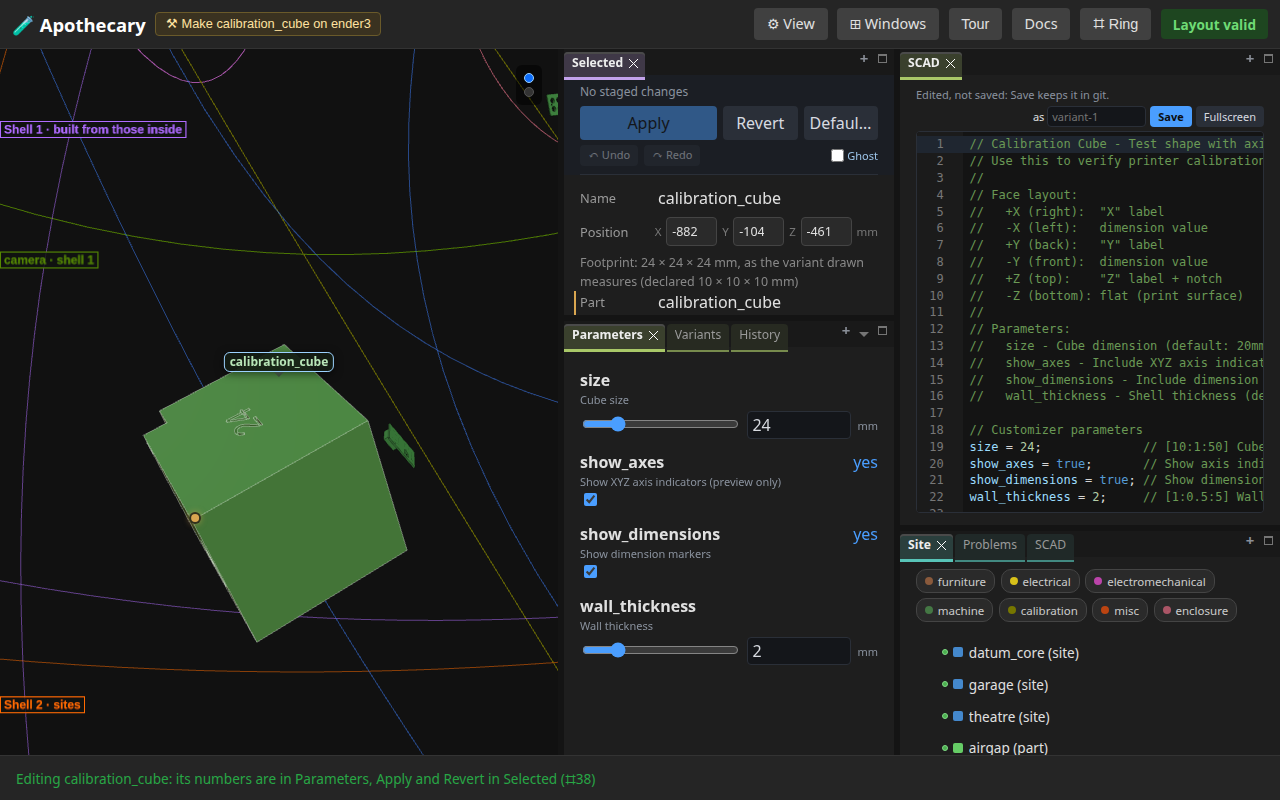 🧪 Apothecary
⚒ Make calibration_cube on ender3
⚙ View
⊞ Windows
Tour
Docs
⌗ Ring
Layout valid
Shell 1 · built from those inside
camera · shell 1
calibration_cube
Z
Shell 2 · sites
Selected
No staged changes
Apply
Revert
Defaul...
↶ Undo
↷ Redo
Ghost
Name calibration_cube
Position X -882 Y -104 Z -461 mm
Footprint: 24 × 24 × 24 mm, as the variant drawn
measures (declared 10 × 10 × 10 mm)
Part calibration_cube
Parameters
Variants
History
size
Cube size
24 mm
show_axes yes
Show XYZ axis indicators (preview only)
show_dimensions yes
Show dimension markers
wall_thickness
Wall thickness
2 mm
SCAD
Edited, not saved: Save keeps it in git.
as variant-1 Save Fullscreen
1 // Calibration Cube - Test shape with axi
2 // Use this to verify printer calibration
3 //
4 // Face layout:
5 //   +X (right):  "X" label
6 //   -X (left):   dimension value
7 //   +Y (back):   "Y" label
8 //   -Y (front):  dimension value
9 //   +Z (top):    "Z" label + notch
10 //   -Z (bottom): flat (print surface)
11 //
12 // Parameters:
13 //   size - Cube dimension (default: 20mm
14 //   show_axes - Include XYZ axis indicat
15 //   show_dimensions - Include dimension
16 //   wall_thickness - Shell thickness (de
17
18 // Customizer parameters
19 size = 24;              // [10:1:50] Cube
20 show_axes = true;       // Show axis indi
21 show_dimensions = true; // Show dimension
22 wall_thickness = 2;     // [1:0.5:5] Wall
Site
Problems
SCAD
furniture
electrical
electromechanical
machine
calibration
misc
enclosure
datum_core (site)
garage (site)
theatre (site)
airgap (part)
Editing calibration_cube: its numbers are in Parameters, Apply and Revert in Selected (⌗38)